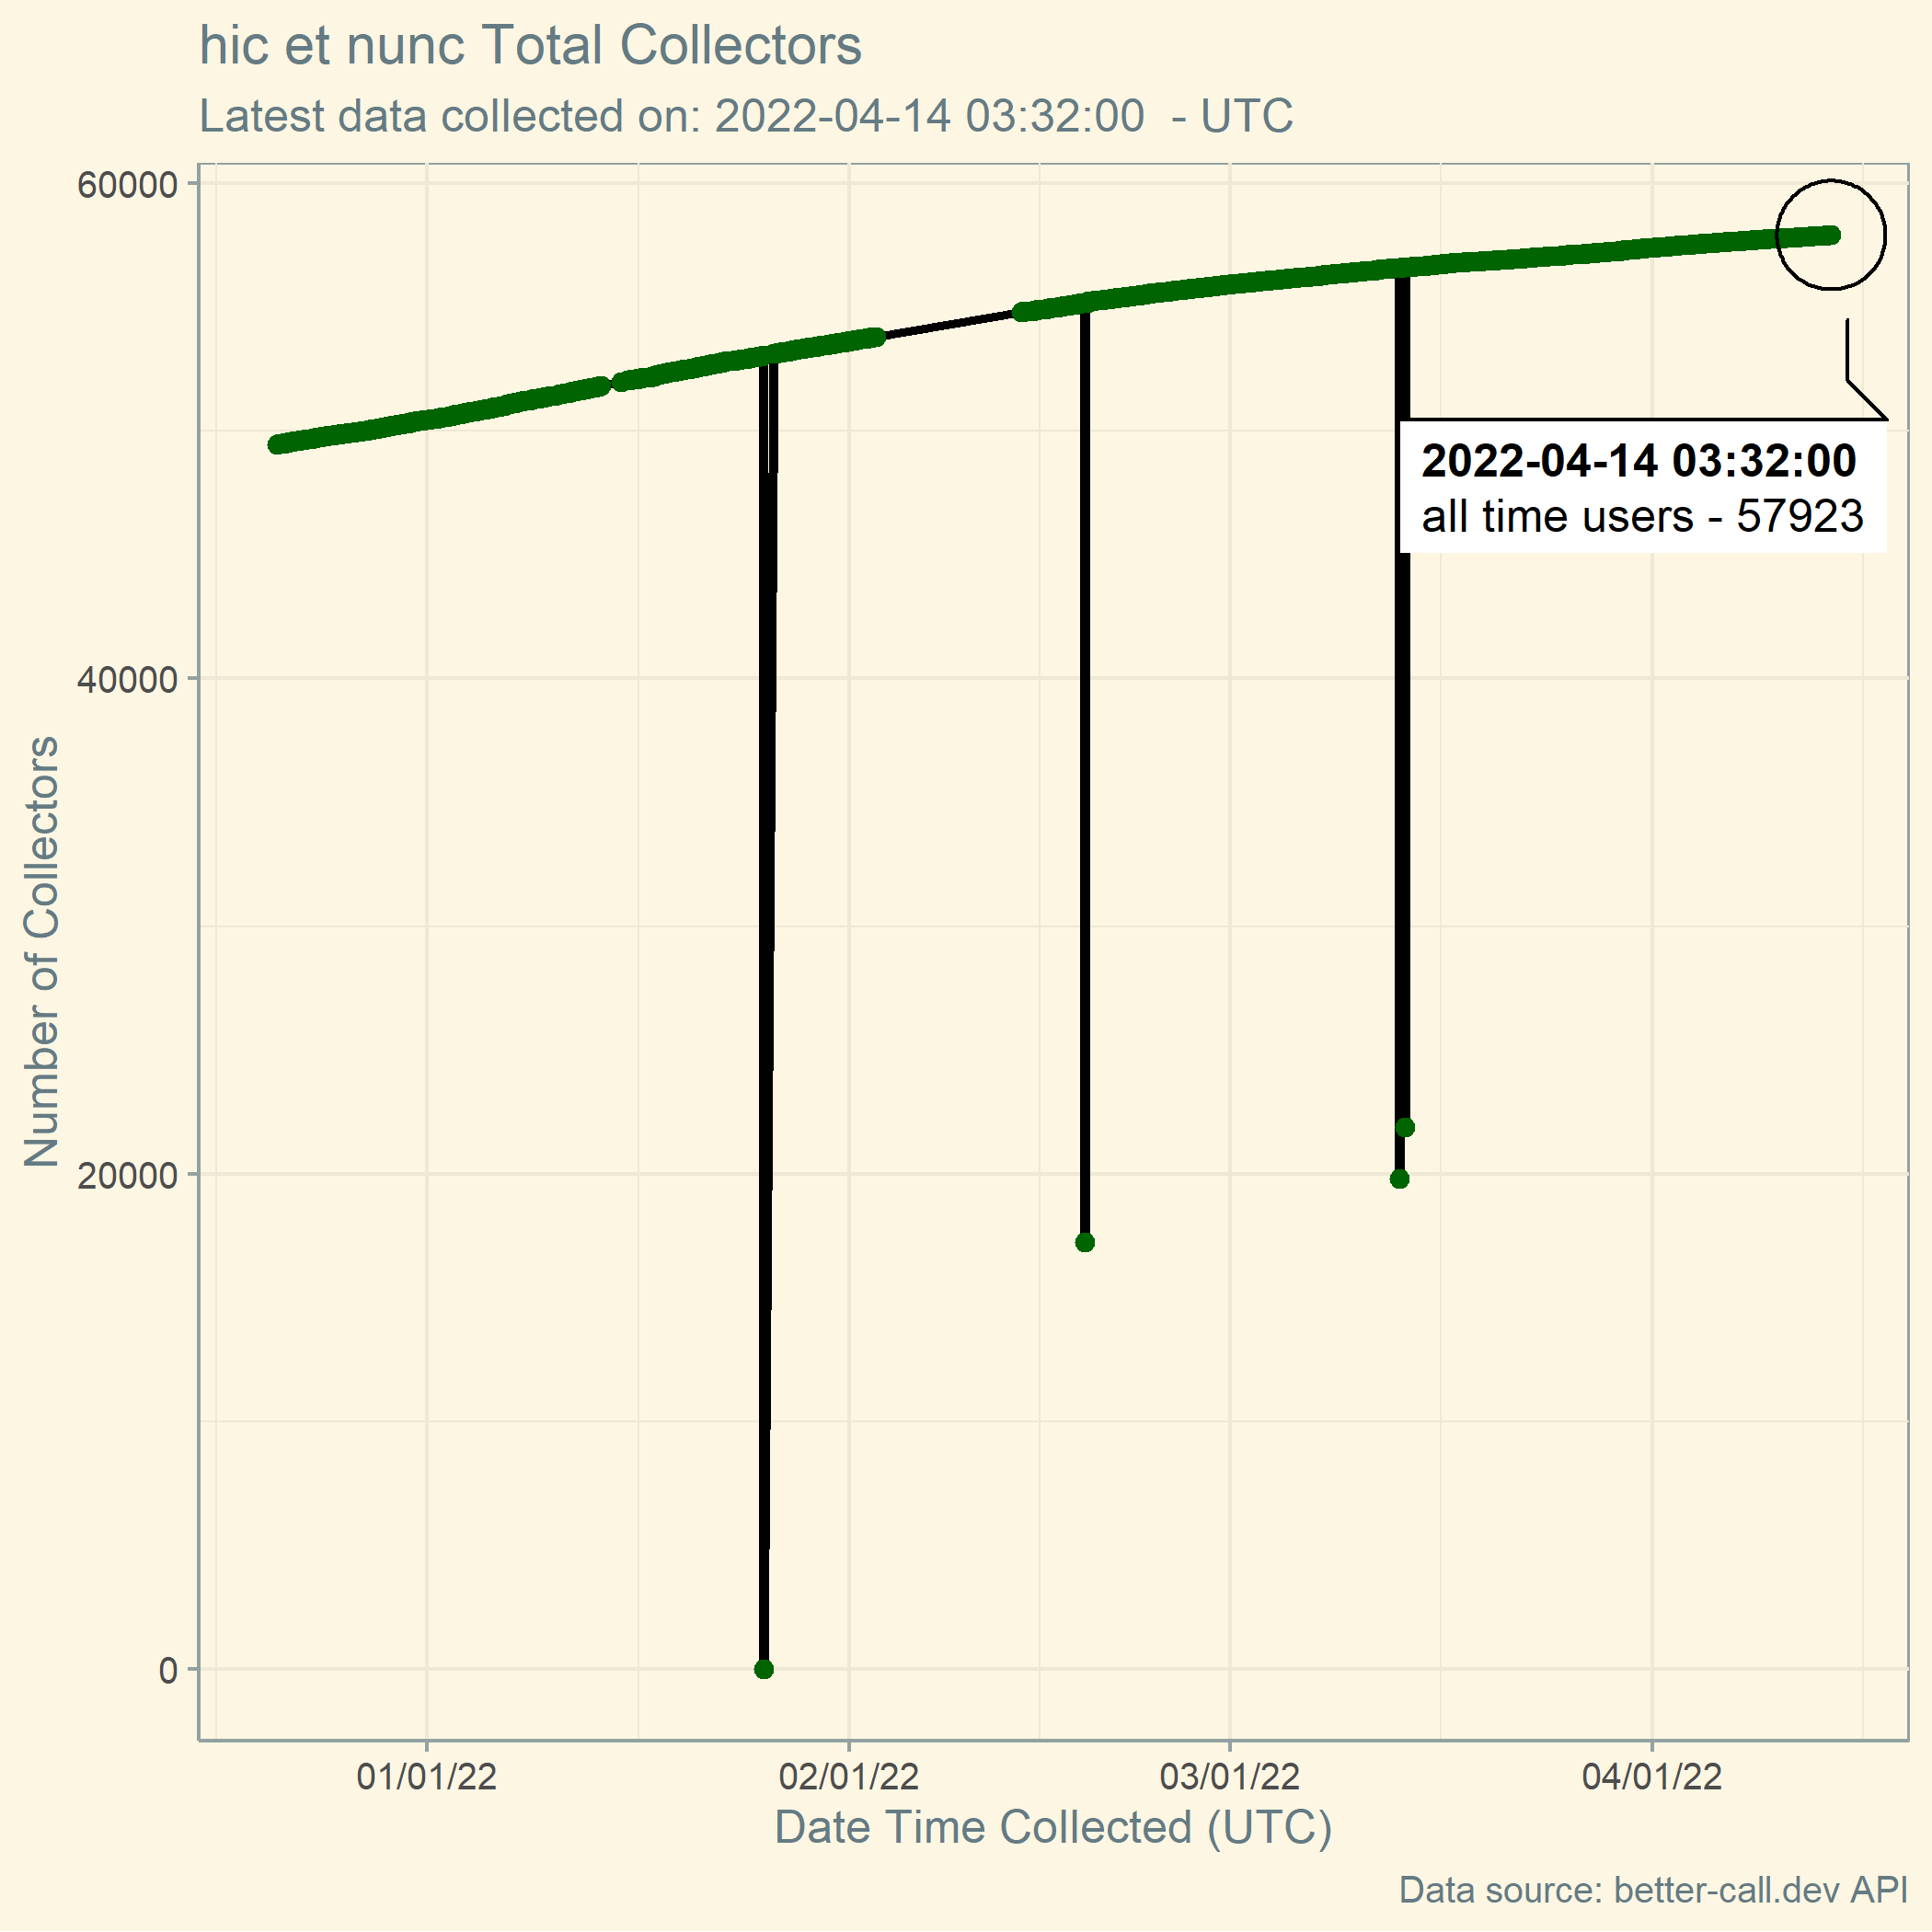 hic et nunc Total Collectors
Latest data collected on: 2022-04-14 03:32:00  - UTC
60000
40000
20000
0
Number of Collectors
2022-04-14 03:32:00
all time users - 57923
01/01/22
02/01/22
03/01/22
04/01/22
Date Time Collected (UTC)
Data source: better-call.dev API